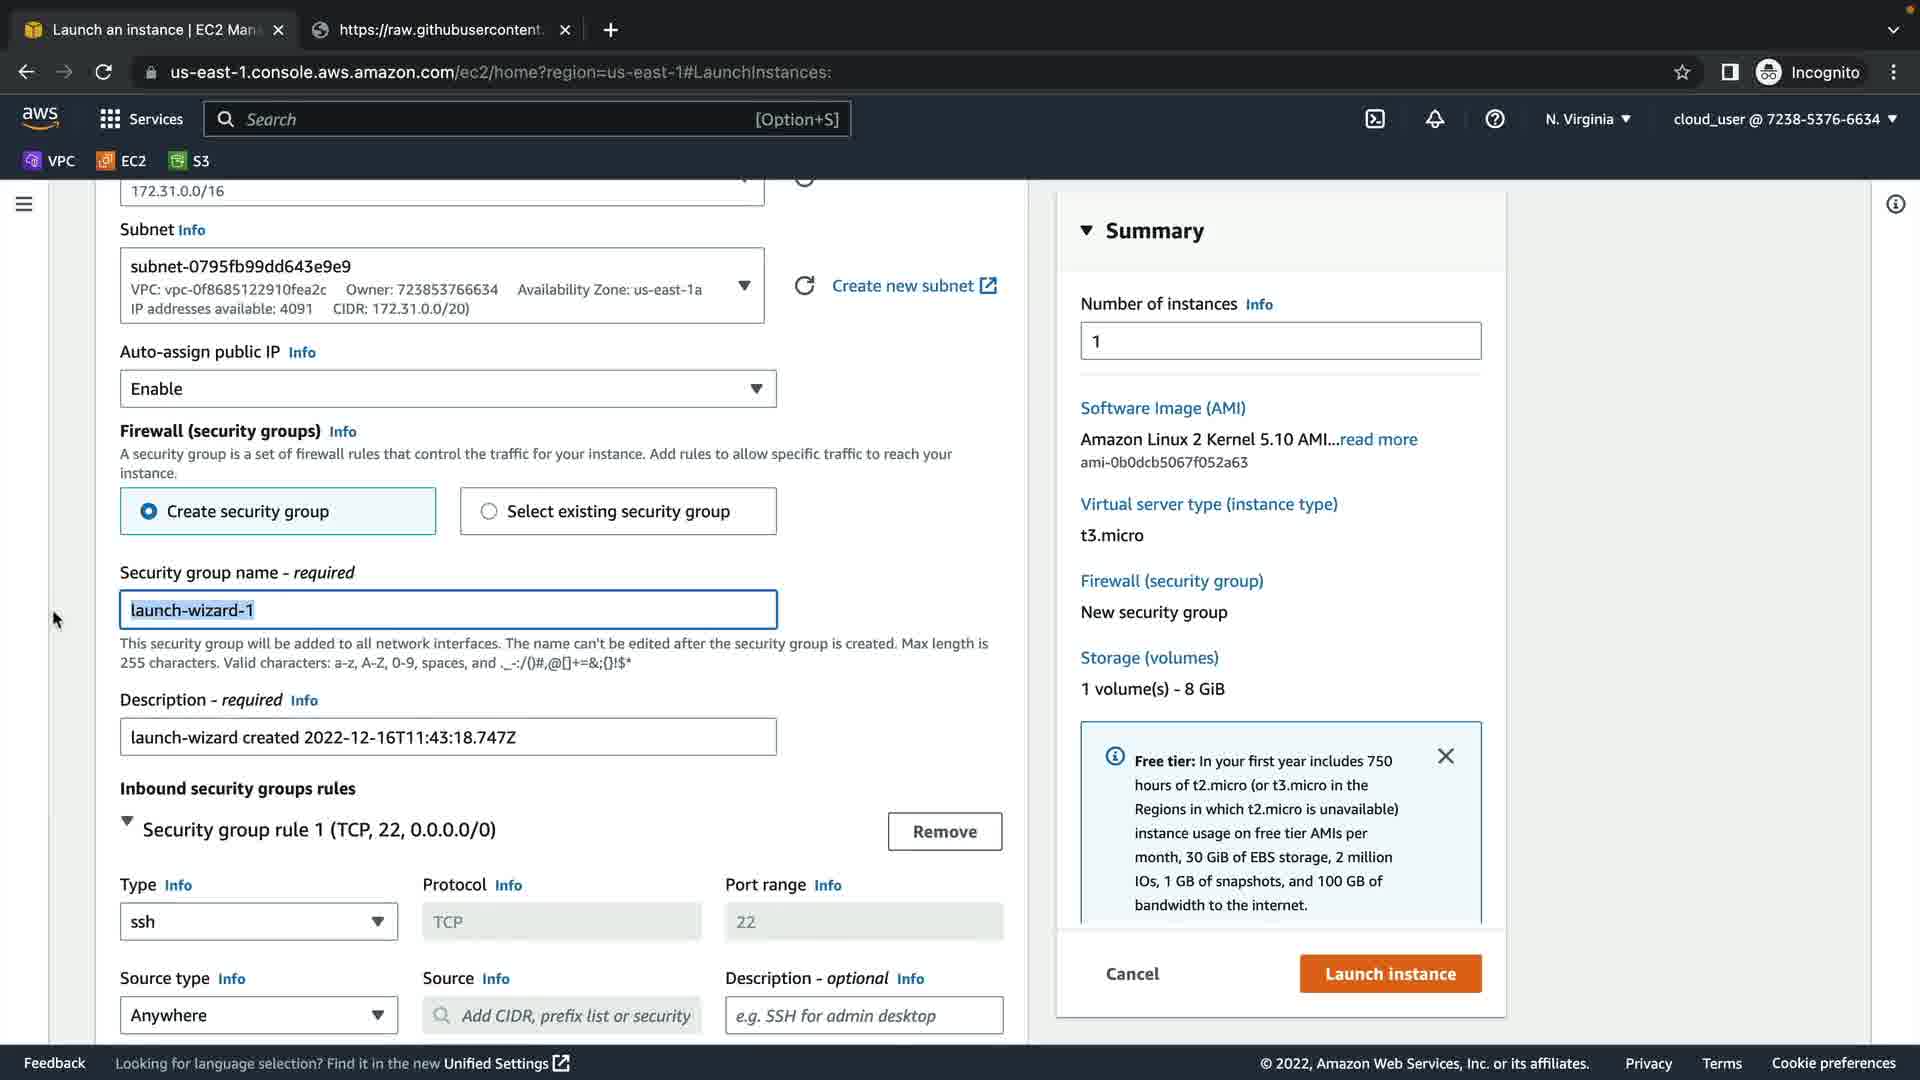 Launch an instance | EC2 Man
https://raw.githubusercontent.
us-east-1.console.aws.amazon.com/ec2/home?region=us-east-1#LaunchInstances:
Incognito
aws
Services
Search
[Option+S]
N. Virginia
cloud_user @ 7238-5376-6634
VPC
EC2
S3
172.31.0.0/16
Subnet Info
subnet-0795fb99dd643e9e9
VPC: vpc-0f8685122910fea2c Owner: 723853766634 Availability Zone: us-east-1a
IP addresses available: 4091 CIDR: 172.31.0.0/20)
Create new subnet
Auto-assign public IP Info
Enable
Firewall (security groups) Info
A security group is a set of firewall rules that control the traffic for your instance. Add rules to allow specific traffic to reach your
instance.
Create security group
Select existing security group
Security group name - required
launch-wizard-1
This security group will be added to all network interfaces. The name can't be edited after the security group is created. Max length is
255 characters. Valid characters: a-z, A-Z, 0-9, spaces, and ._-:/()#,@[]+=&;{}!$*
Description - required Info
launch-wizard created 2022-12-16T11:43:18.747Z
Inbound security groups rules
Security group rule 1 (TCP, 22, 0.0.0.0/0)
Remove
Type Info
Protocol Info
Port range Info
ssh
TCP
22
Source type Info
Source Info
Description - optional Info
Anywhere
Add CIDR, prefix list or security
e.g. SSH for admin desktop
Summary
Number of instances Info
1
Software Image (AMI)
Amazon Linux 2 Kernel 5.10 AMI...read more
ami-0b0dcb5067f052a63
Virtual server type (instance type)
t3.micro
Firewall (security group)
New security group
Storage (volumes)
1 volume(s) - 8 GiB
Free tier: In your first year includes 750
hours of t2.micro (or t3.micro in the
Regions in which t2.micro is unavailable)
instance usage on free tier AMIs per
month, 30 GiB of EBS storage, 2 million
IOs, 1 GB of snapshots, and 100 GB of
bandwidth to the internet.
Cancel
Launch instance
Feedback
Looking for language selection? Find it in the new Unified Settings
© 2022, Amazon Web Services, Inc. or its affiliates.
Privacy
Terms
Cookie preferences